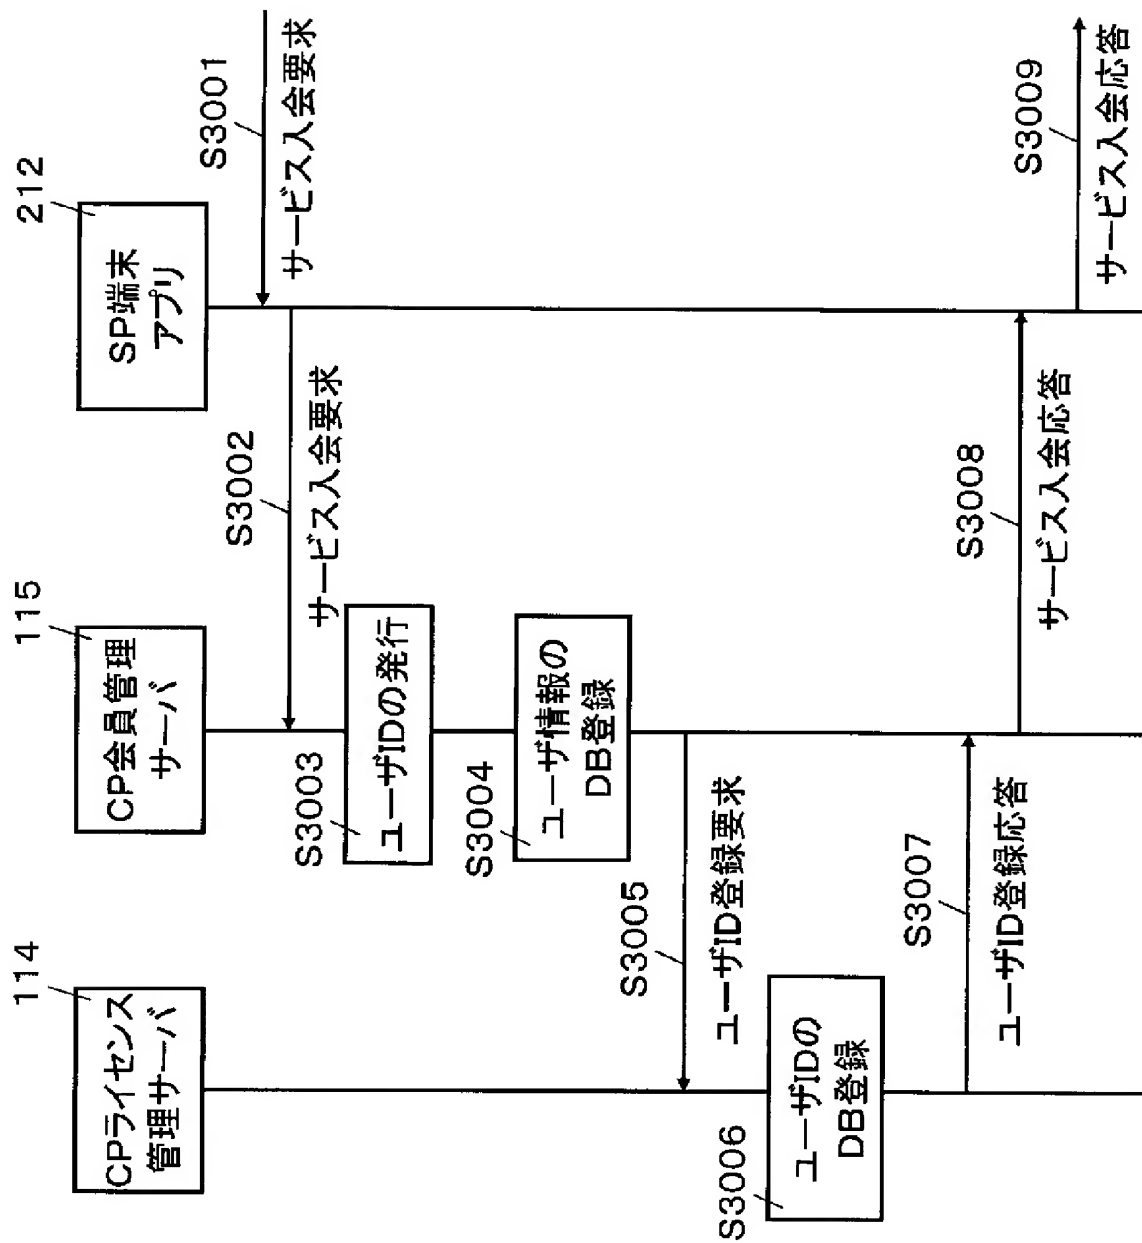 114
CPライセンス
管理サーバ
115
CP会員管理
サーバ
212
SP端末
アプリ
S3001
サービス入会要求
S3002
サービス入会要求
S3003
ユーザIDの発行
S3004
ユーザ情報の
DB登録
S3005
ユーザID登録要求
S3006
ユーザIDの
DB登録
S3007
ユーザID登録応答
S3008
サービス入会応答
S3009
サービス入会応答